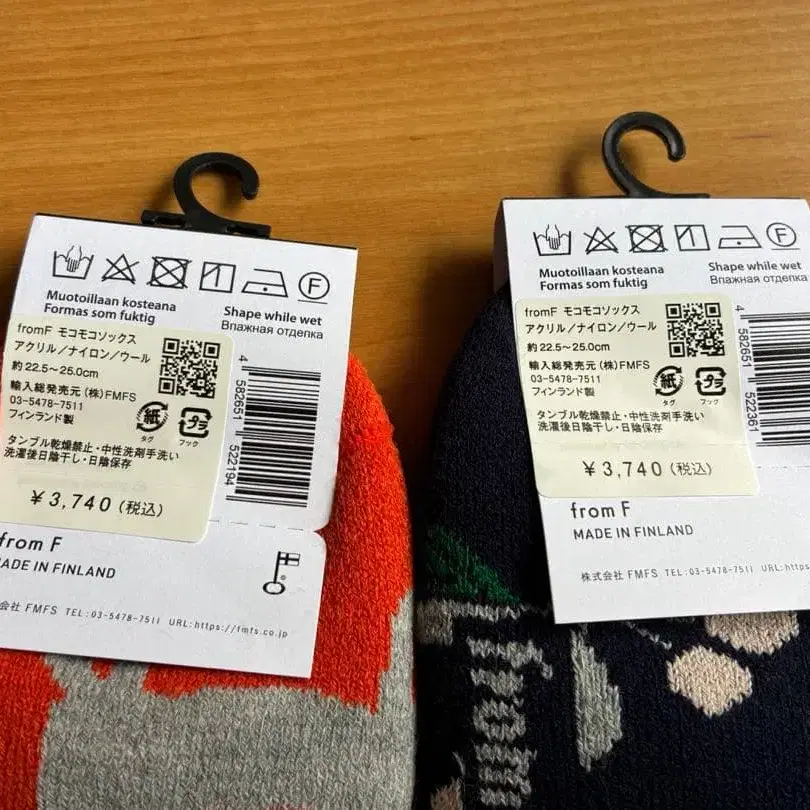 F
Muotoillaan kosteana
Formas som fuktig
Shape while wet
Влажная отделка
fromF モコモコソックス
アクリル／ナイロン／ウール
約22.5～25.0cm
輸入総発売元（株）FMFS
03-5478-7511
フィンランド製
紙
タグ
プラ
フック
タンブル乾燥禁止・中性洗剤手洗い
洗濯後日陰干し・日陰保存
￥3,740（税込）
4 582651 522194
from F
MADE IN FINLAND
会社 FMFS TEL:03-5478-7511 URL:https://fmfs.co.jp
F
Muotoillaan kosteana
Formas som fuktig
Shape while wet
Влажная отделка
fromF モコモコソックス
アクリル／ナイロン／ウール
約22.5～25.0cm
輸入総発売元（株）FMFS
03-5478-7511
フィンランド製
紙
タグ
プラ
フック
タンブル乾燥禁止・中性洗剤手洗い
洗濯後日陰干し・日陰保存
￥3,740（税込）
4 582651 522361
from F
MADE IN FINLAND
株式会社 FMFS TEL:03-5478-7511 URL:https
from